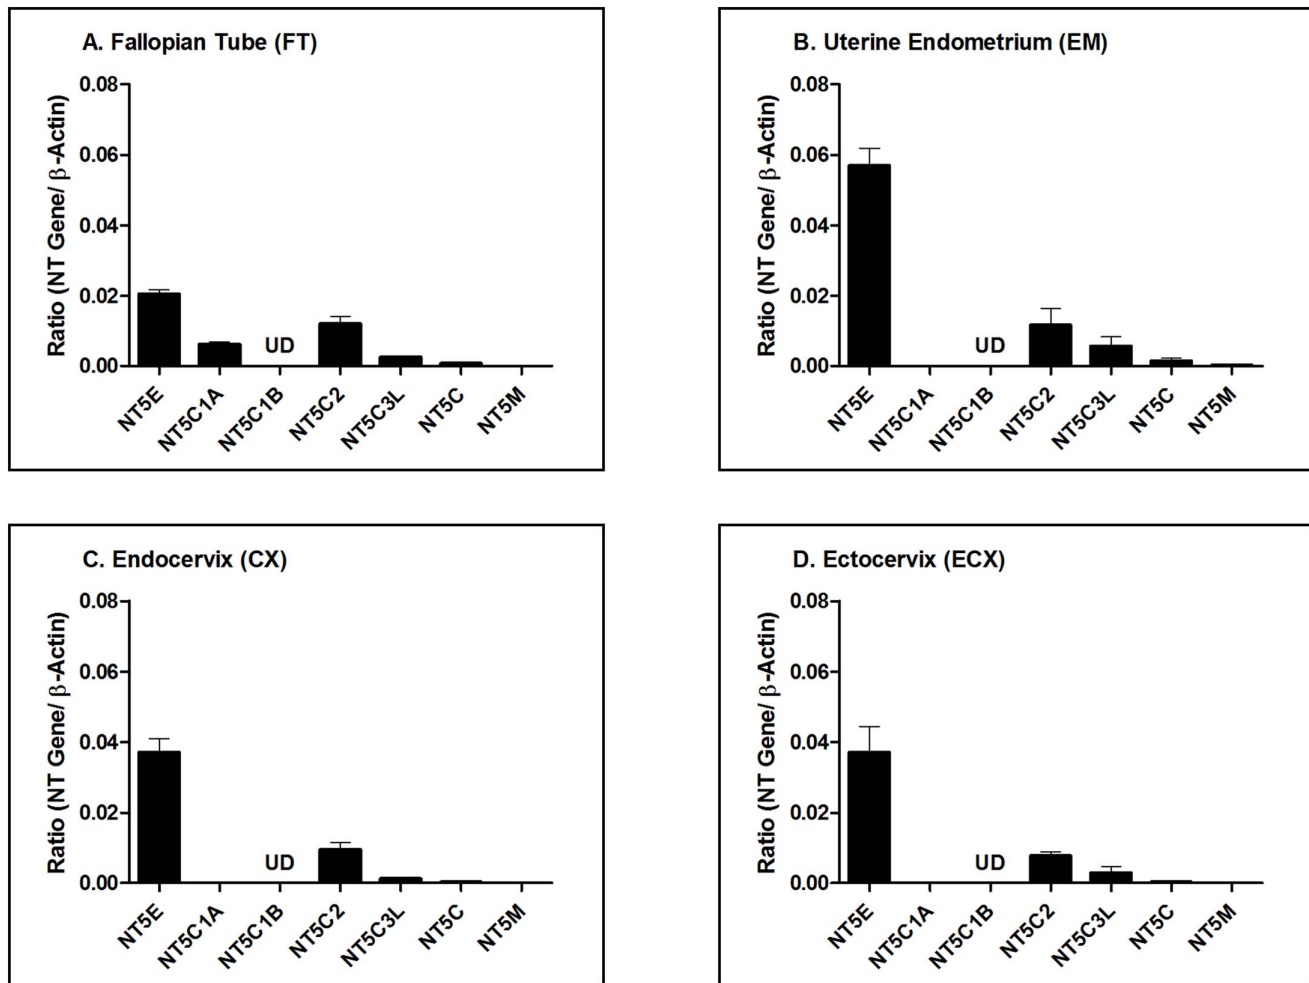 A. Fallopian Tube (FT)
Ratio (NT Gene/ β-Actin)
0.08
0.06
0.04
0.02
0.00
UD
NT5E
NT5C1A
NT5C1B
NT5C2
NT5C3L
NT5C
NT5M
B. Uterine Endometrium (EM)
Ratio (NT Gene/ β-Actin)
0.08
0.06
0.04
0.02
0.00
UD
NT5E
NT5C1A
NT5C1B
NT5C2
NT5C3L
NT5C
NT5M
C. Endocervix (CX)
Ratio (NT Gene/ β-Actin)
0.08
0.06
0.04
0.02
0.00
UD
NT5E
NT5C1A
NT5C1B
NT5C2
NT5C3L
NT5C
NT5M
D. Ectocervix (ECX)
Ratio (NT Gene/ β-Actin)
0.08
0.06
0.04
0.02
0.00
UD
NT5E
NT5C1A
NT5C1B
NT5C2
NT5C3L
NT5C
NT5M